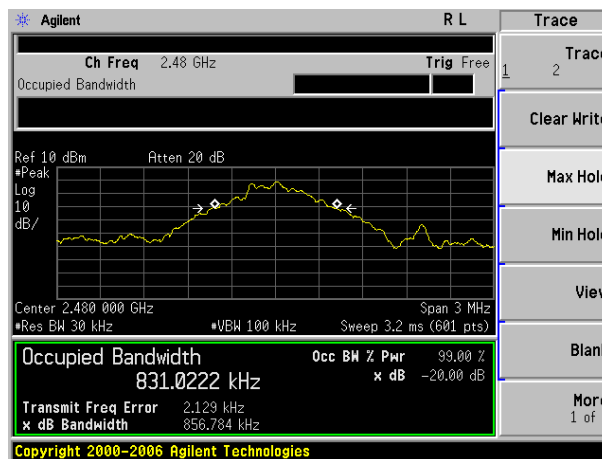 Agilent R L Trace
Ch Freq 2.48 GHz Trig Free
Occupied Bandwidth
Trace
1 2
Clear Write
Max Hold
Min Hold
View
Blank
More
1 of
Ref 10 dBm Atten 20 dB
#Peak
Log
10
dB/
Center 2.480 000 GHz Span 3 MHz
#Res BW 30 kHz #VBW 100 kHz Sweep 3.2 ms (601 pts)
Occupied Bandwidth Occ BW % Pwr 99.00 %
831.0222 kHz x dB -20.00 dB
Transmit Freq Error 2.129 kHz
x dB Bandwidth 856.784 kHz
Copyright 2000-2006 Agilent Technologies